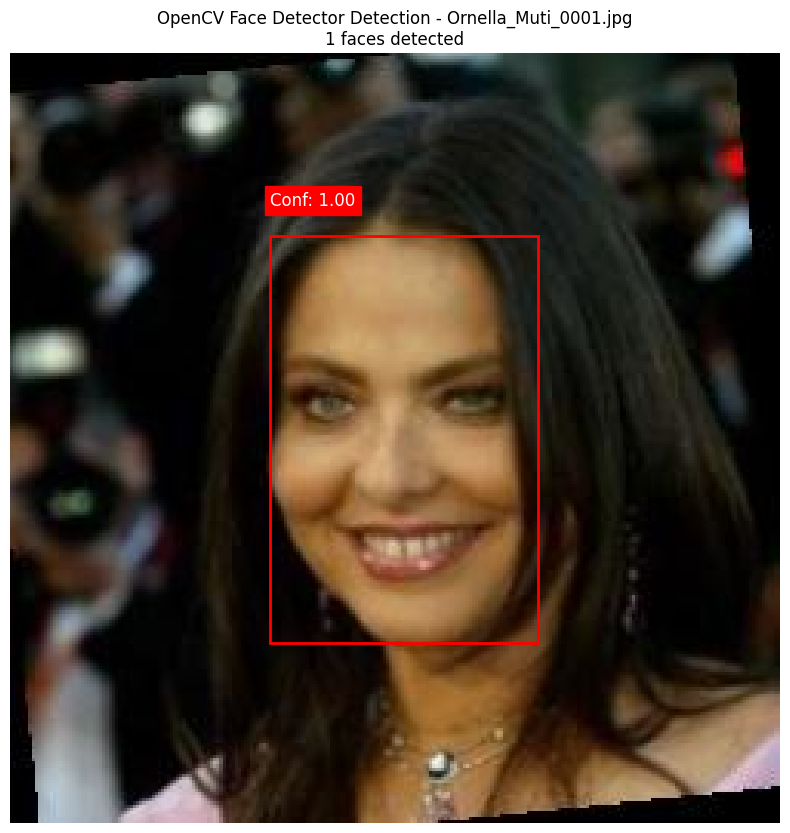 OpenCV Face Detector Detection - Ornella_Muti_0001.jpg
1 faces detected
Conf: 1.00